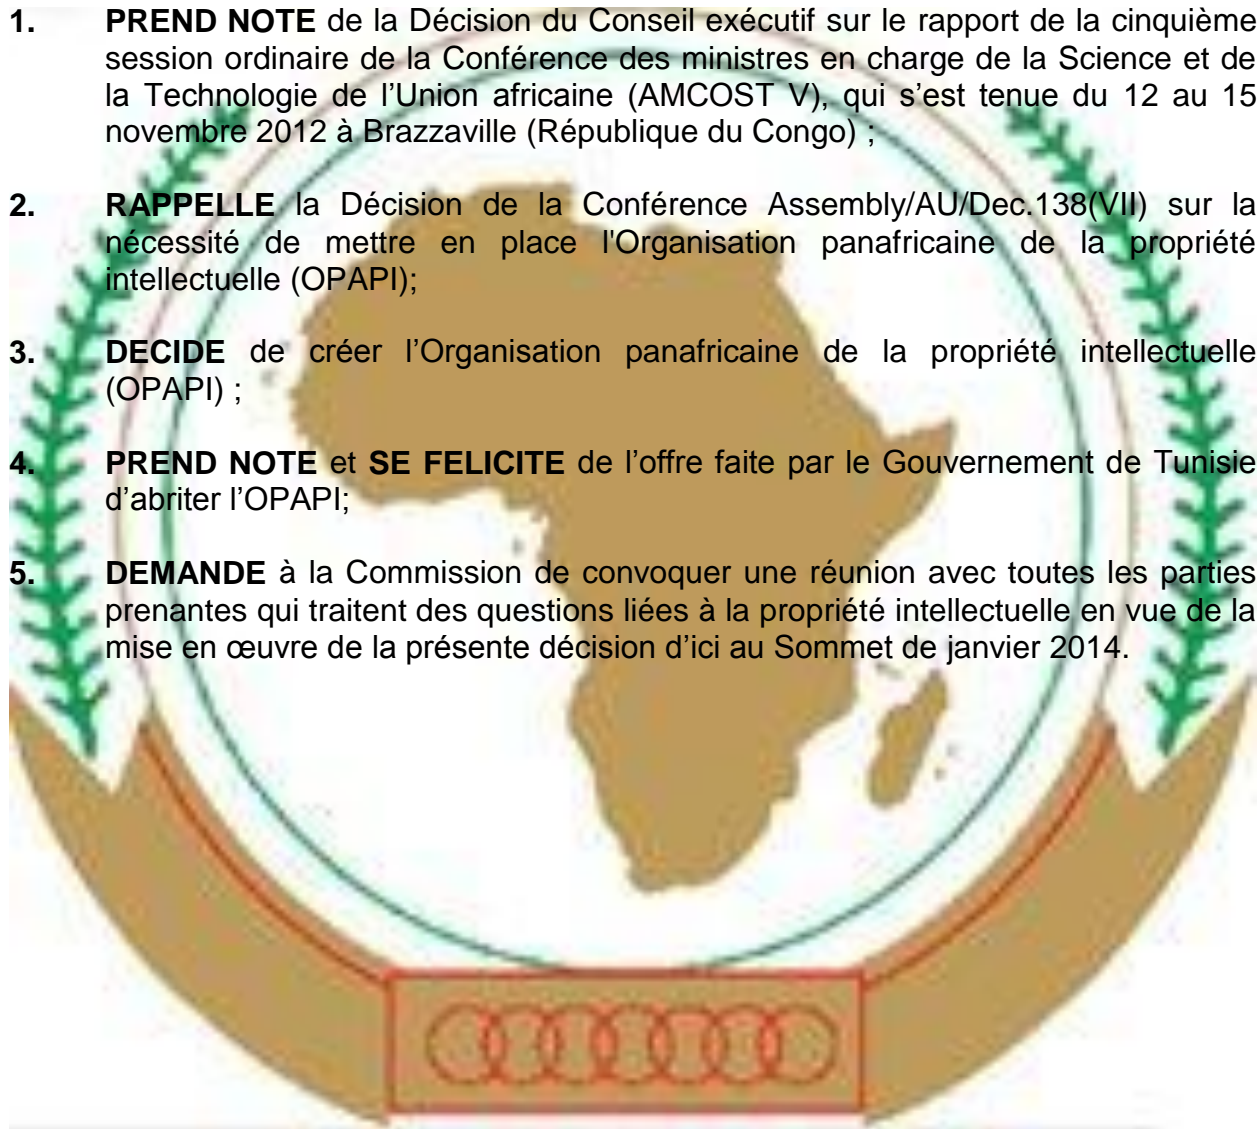 1. PREND NOTE de la Décision du Conseil exécutif sur le rapport de la cinquième
session ordinaire de la Conférence des ministres en charge de la Science et de
la Technologie de l’Union africaine (AMCOST V), qui s’est tenue du 12 au 15
novembre 2012 à Brazzaville (République du Congo) ;
2. RAPPELLE la Décision de la Conférence Assembly/AU/Dec.138(VII) sur la
nécessité de mettre en place l'Organisation panafricaine de la propriété
intellectuelle (OPAPI);
3. DECIDE de créer l’Organisation panafricaine de la propriété intellectuelle
(OPAPI) ;
4. PREND NOTE et SE FELICITE de l’offre faite par le Gouvernement de Tunisie
d’abriter l’OPAPI;
5. DEMANDE à la Commission de convoquer une réunion avec toutes les parties
prenantes qui traitent des questions liées à la propriété intellectuelle en vue de la
mise en œuvre de la présente décision d’ici au Sommet de janvier 2014.